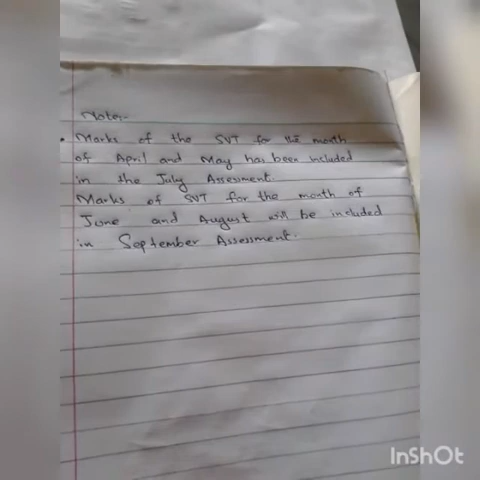 Note:-
• Marks of the SVT for the month
of April and May has been included
in the July Assessment.
Marks of SVT for the month of
June and August will be included
in September Assessment.
InShOt